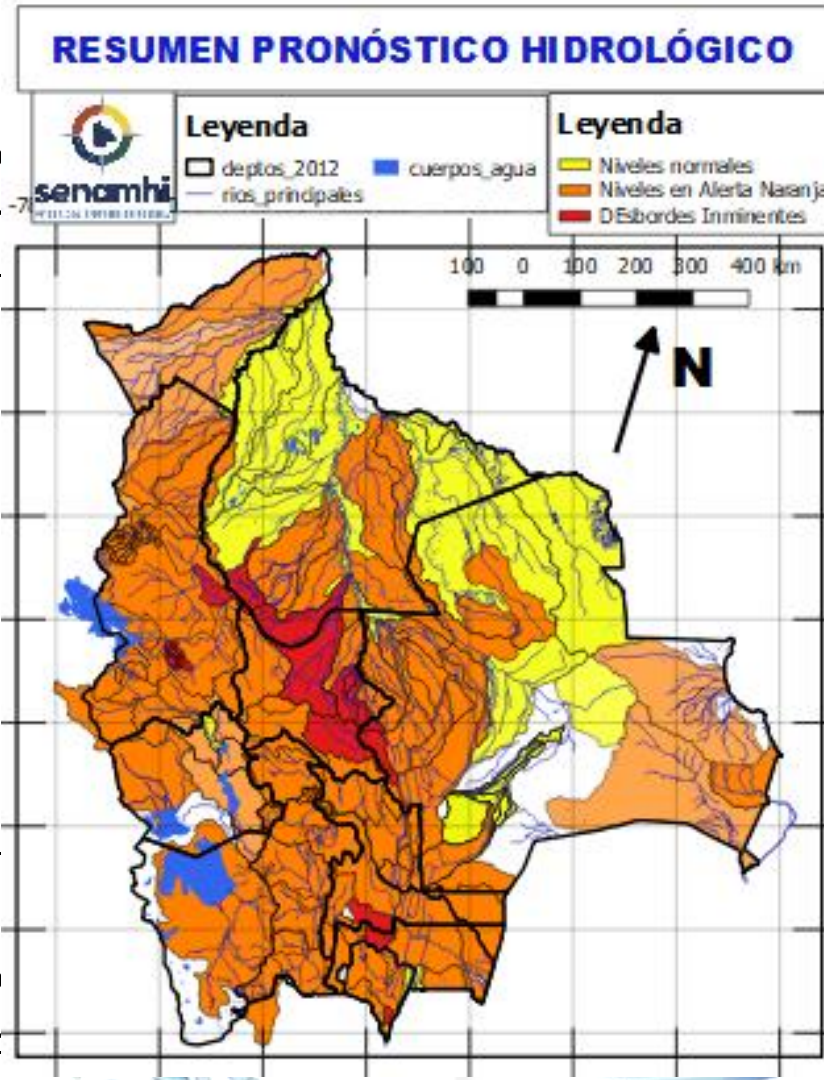 RESUMEN PRONÓSTICO HIDROLÓGICO
senamhi
Leyenda
deptos_2012
cuerpos_agua
rios_principales
Leyenda
Niveles normales
Niveles en Alerta Naranja
DEsbordes Inminentes
100 0 100 200 300 400 km
N